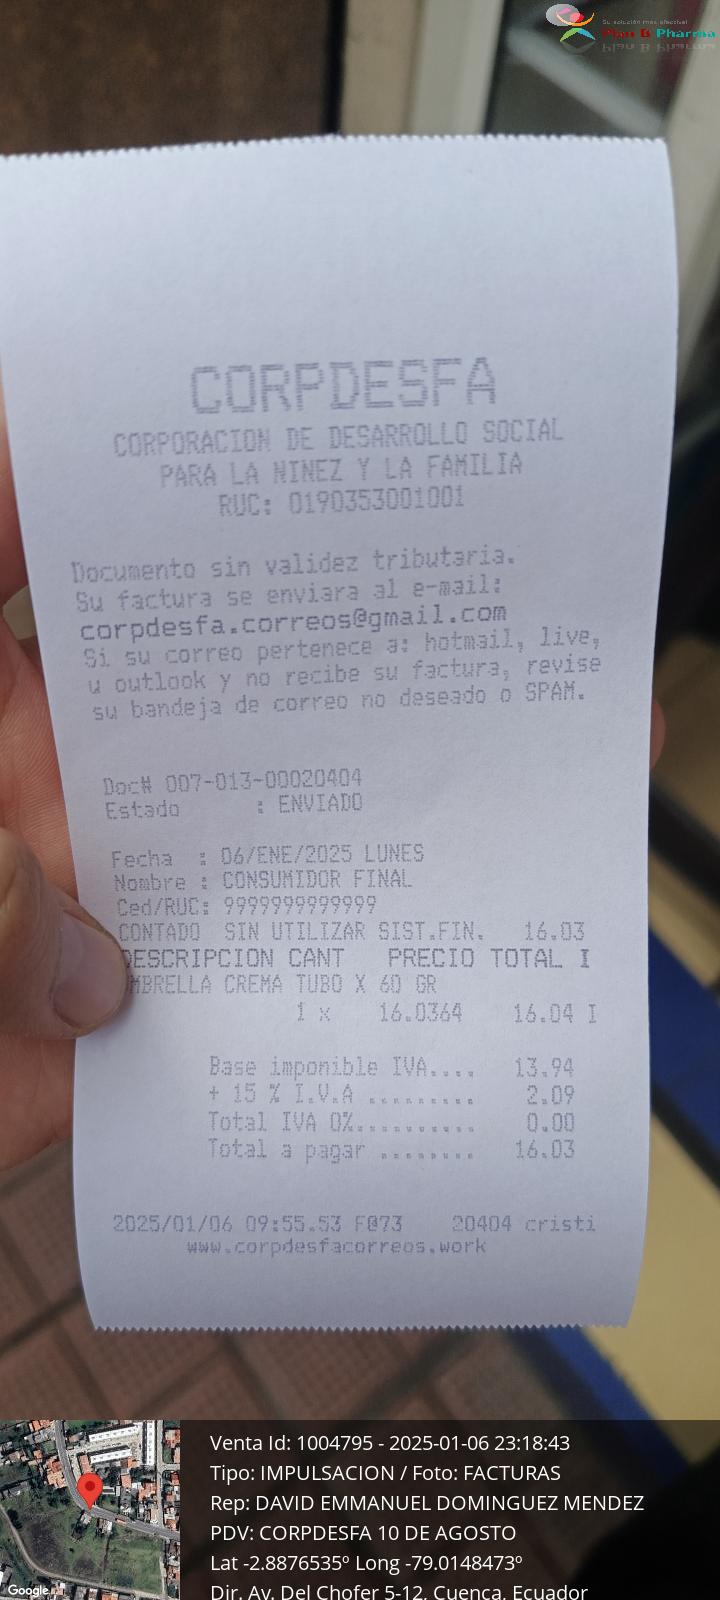 Su solución más efectiva!
Plan B Pharma
CORPDESFA
CORPORACION DE DESARROLLO SOCIAL
PARA LA NINEZ Y LA FAMILIA
RUC: 0190353001001
Documento sin validez tributaria.
Su factura se enviara al e-mail:
corpdesfa.correos@gmail.com
Si su correo pertenece a: hotmail, live,
u outlook y no recibe su factura, revise
su bandeja de correo no deseado o SPAM.
Doc# 007-013-00020404
Estado : ENVIADO
Fecha : 06/ENE/2025 LUNES
Nombre : CONSUMIDOR FINAL
Ced/RUC: 9999999999999
CONTADO SIN UTILIZAR SIST.FIN. 16.03
DESCRIPCION CANT PRECIO TOTAL I
MBRELLA CREMA TUBO X 60 GR
1 x 16.0364 16.04 I
Base imponible IVA.... 13.94
+ 15 % I.V.A ......... 2.09
Total IVA 0%.......... 0.00
Total a pagar ........ 16.03
2025/01/06 09:55.53 F@73 20404 cristi
www.corpdesfacorreos.work
Venta Id: 1004795 - 2025-01-06 23:18:43
Tipo: IMPULSACION / Foto: FACTURAS
Rep: DAVID EMMANUEL DOMINGUEZ MENDEZ
PDV: CORPDESFA 10 DE AGOSTO
Lat -2.8876535º Long -79.0148473º
Dir. Av. Del Chofer 5-12, Cuenca, Ecuador
Google